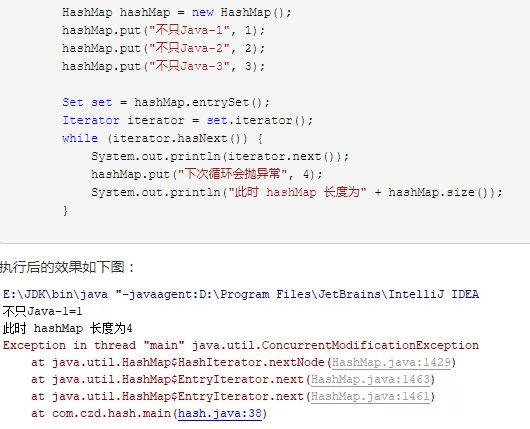 HashMap hashMap = new HashMap();
hashMap.put("不只Java-1", 1);
hashMap.put("不只Java-2", 2);
hashMap.put("不只Java-3", 3);
Set set = hashMap.entrySet();
Iterator iterator = set.iterator();
while (iterator.hasNext()) {
System.out.println(iterator.next());
hashMap.put("下次循环会抛异常", 4);
System.out.println("此时 hashMap 长度为" + hashMap.size());
}
执行后的效果如下图：
E:\JDK\bin\java "-javaagent:D:\Program Files\JetBrains\IntelliJ IDEA
不只Java-1=1
此时 hashMap 长度为4
Exception in thread "main" java.util.ConcurrentModificationException
at java.util.HashMap$HashIterator.nextNode(HashMap.java:1429)
at java.util.HashMap$EntryIterator.next(HashMap.java:1463)
at java.util.HashMap$EntryIterator.next(HashMap.java:1461)
at com.czd.hash.main(hash.java:38)